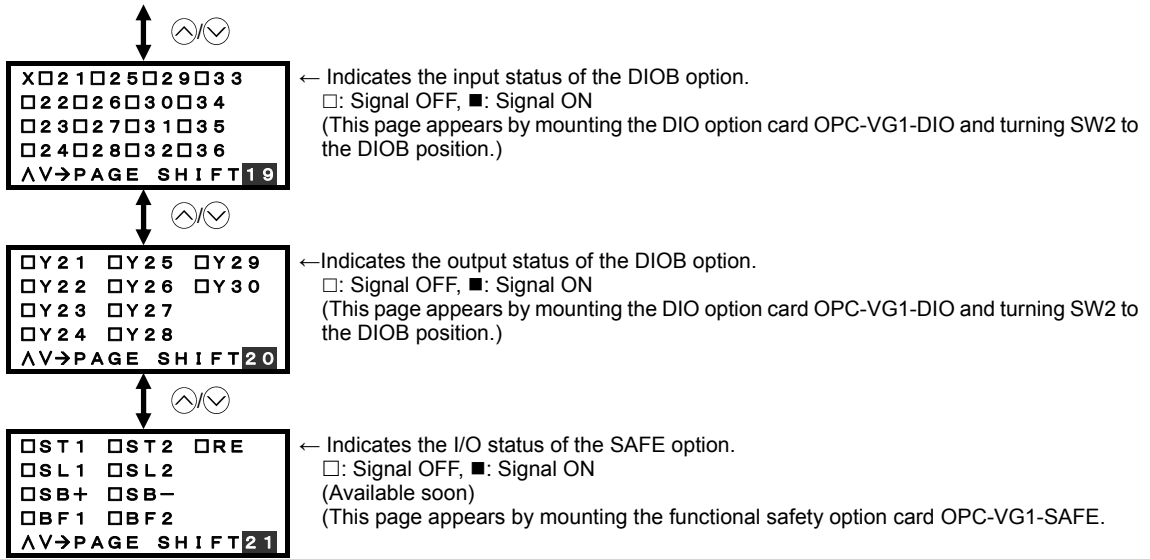 X□21□25□29□33
□22□26□30□34
□23□27□31□35
□24□28□32□36
∧∨→PAGE SHIFT19
← Indicates the input status of the DIOB option.
□: Signal OFF, ■: Signal ON
(This page appears by mounting the DIO option card OPC-VG1-DIO and turning SW2 to
the DIOB position.)
□Y21 □Y25 □Y29
□Y22 □Y26 □Y30
□Y23 □Y27
□Y24 □Y28
∧∨→PAGE SHIFT20
←Indicates the output status of the DIOB option.
□: Signal OFF, ■: Signal ON
(This page appears by mounting the DIO option card OPC-VG1-DIO and turning SW2 to
the DIOB position.)
□ST1 □ST2 □RE
□SL1 □SL2
□SB+ □SB−
□BF1 □BF2
∧∨→PAGE SHIFT21
← Indicates the I/O status of the SAFE option.
□: Signal OFF, ■: Signal ON
(Available soon)
(This page appears by mounting the functional safety option card OPC-VG1-SAFE.